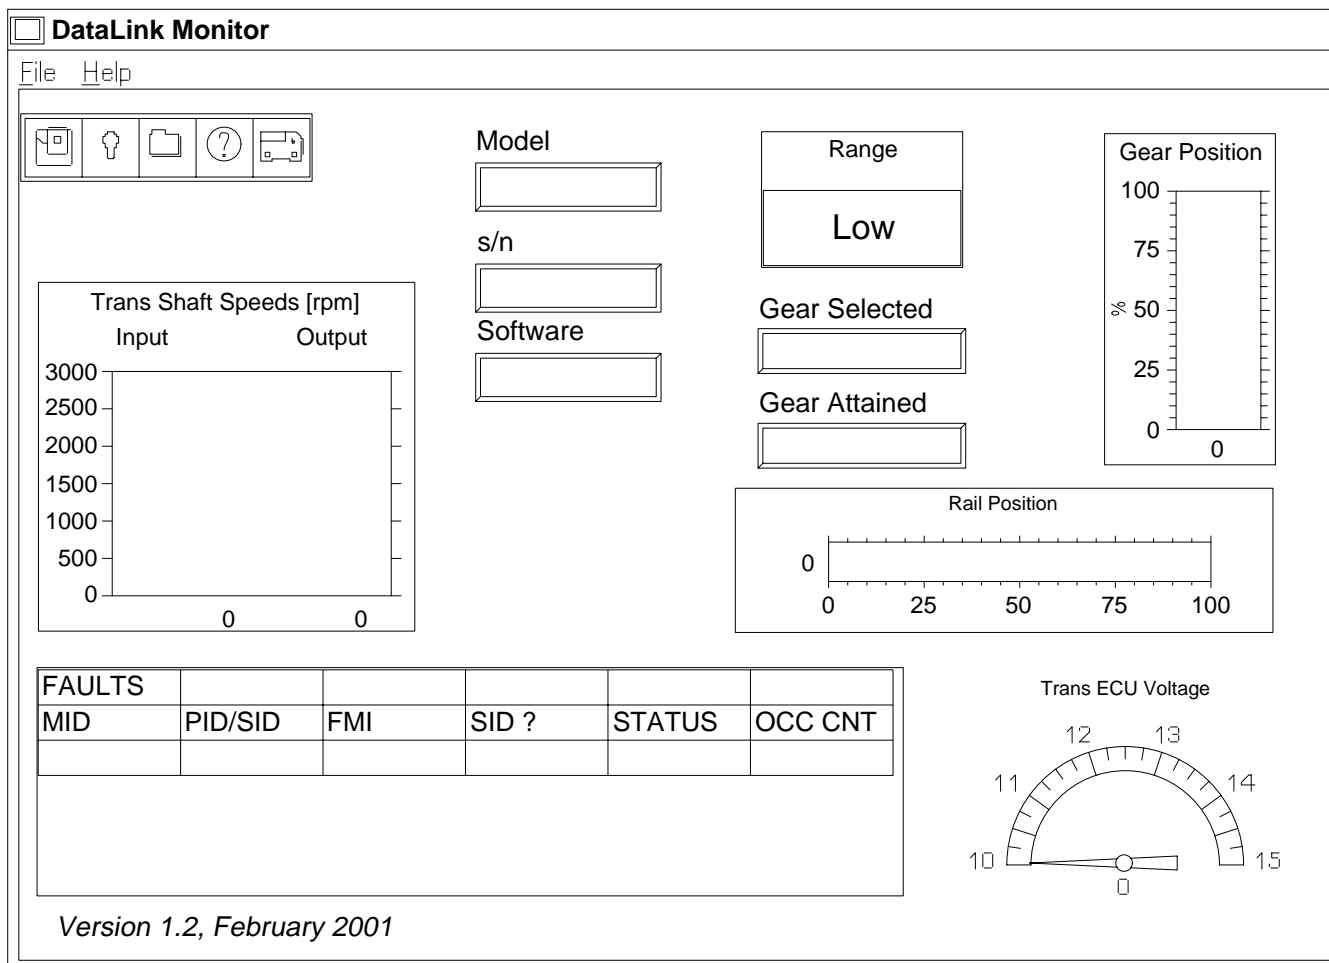 DataLink Monitor
File Help
?
Model
s/n
Software
Range
Low
Gear Selected
Gear Attained
Gear Position
100
75
% 50
25
0
0
Trans Shaft Speeds [rpm]
Input Output
3000
2500
2000
1500
1000
500
0
0 0
Rail Position
0
0 25 50 75 100
FAULTS
MID PID/SID FMI SID ? STATUS OCC CNT
Trans ECU Voltage
10 11 12 13 14 15
0
Version 1.2, February 2001